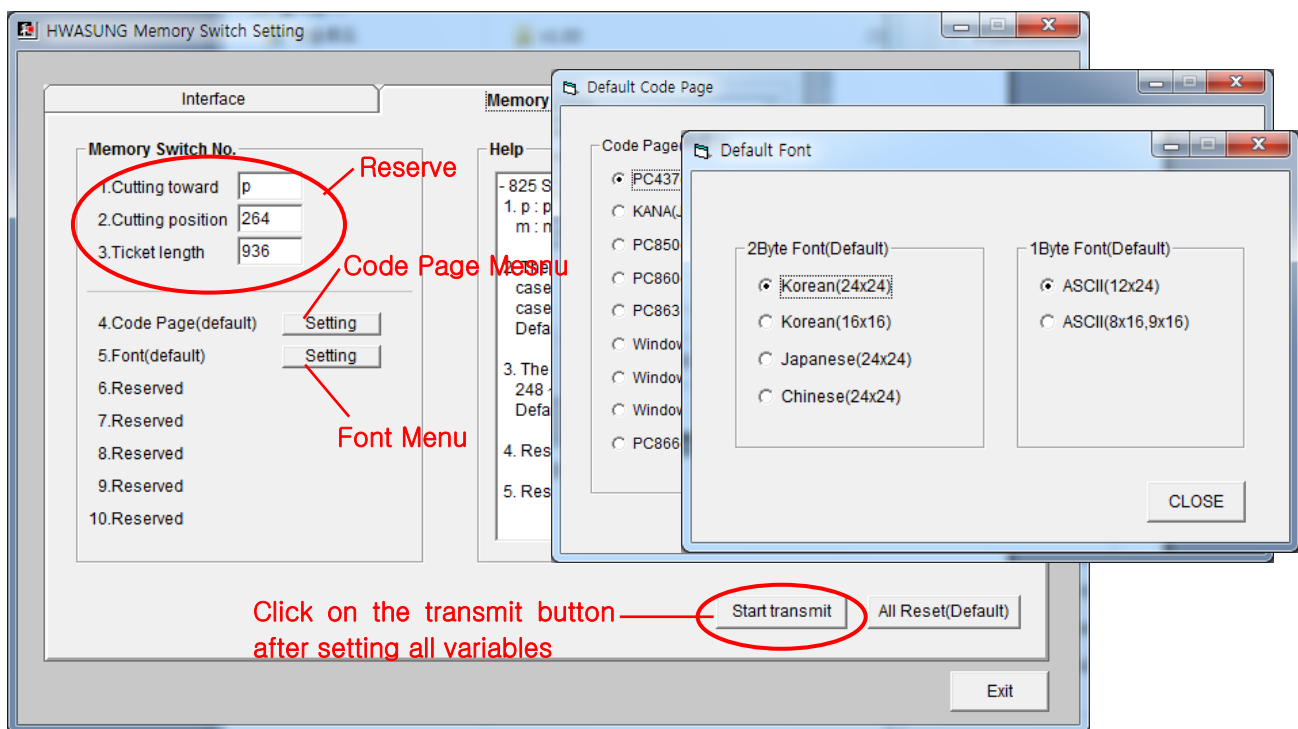 HWASUNG Memory Switch Setting
Interface
Memory
Memory Switch No.
Reserve
1.Cutting toward p
2.Cutting position 264
3.Ticket length 936
Code Page Mesnu
4.Code Page(default) Setting
5.Font(default) Setting
6.Reserved
7.Reserved
Font Menu
8.Reserved
9.Reserved
10.Reserved
Help
- 825 S
1. p : p
m : m
2. The
case
case
Defa
3. The
248 ~
Defa
4. Res
5. Res
Default Code Page
Code Page
PC437
KANA(J
PC850
PC860
PC863
Window
Window
Window
PC866
Default Font
2Byte Font(Default)
Korean(24x24)
Korean(16x16)
Japanese(24x24)
Chinese(24x24)
1Byte Font(Default)
ASCII(12x24)
ASCII(8x16,9x16)
CLOSE
Click on the transmit button
after setting all variables
Start transmit
All Reset(Default)
Exit